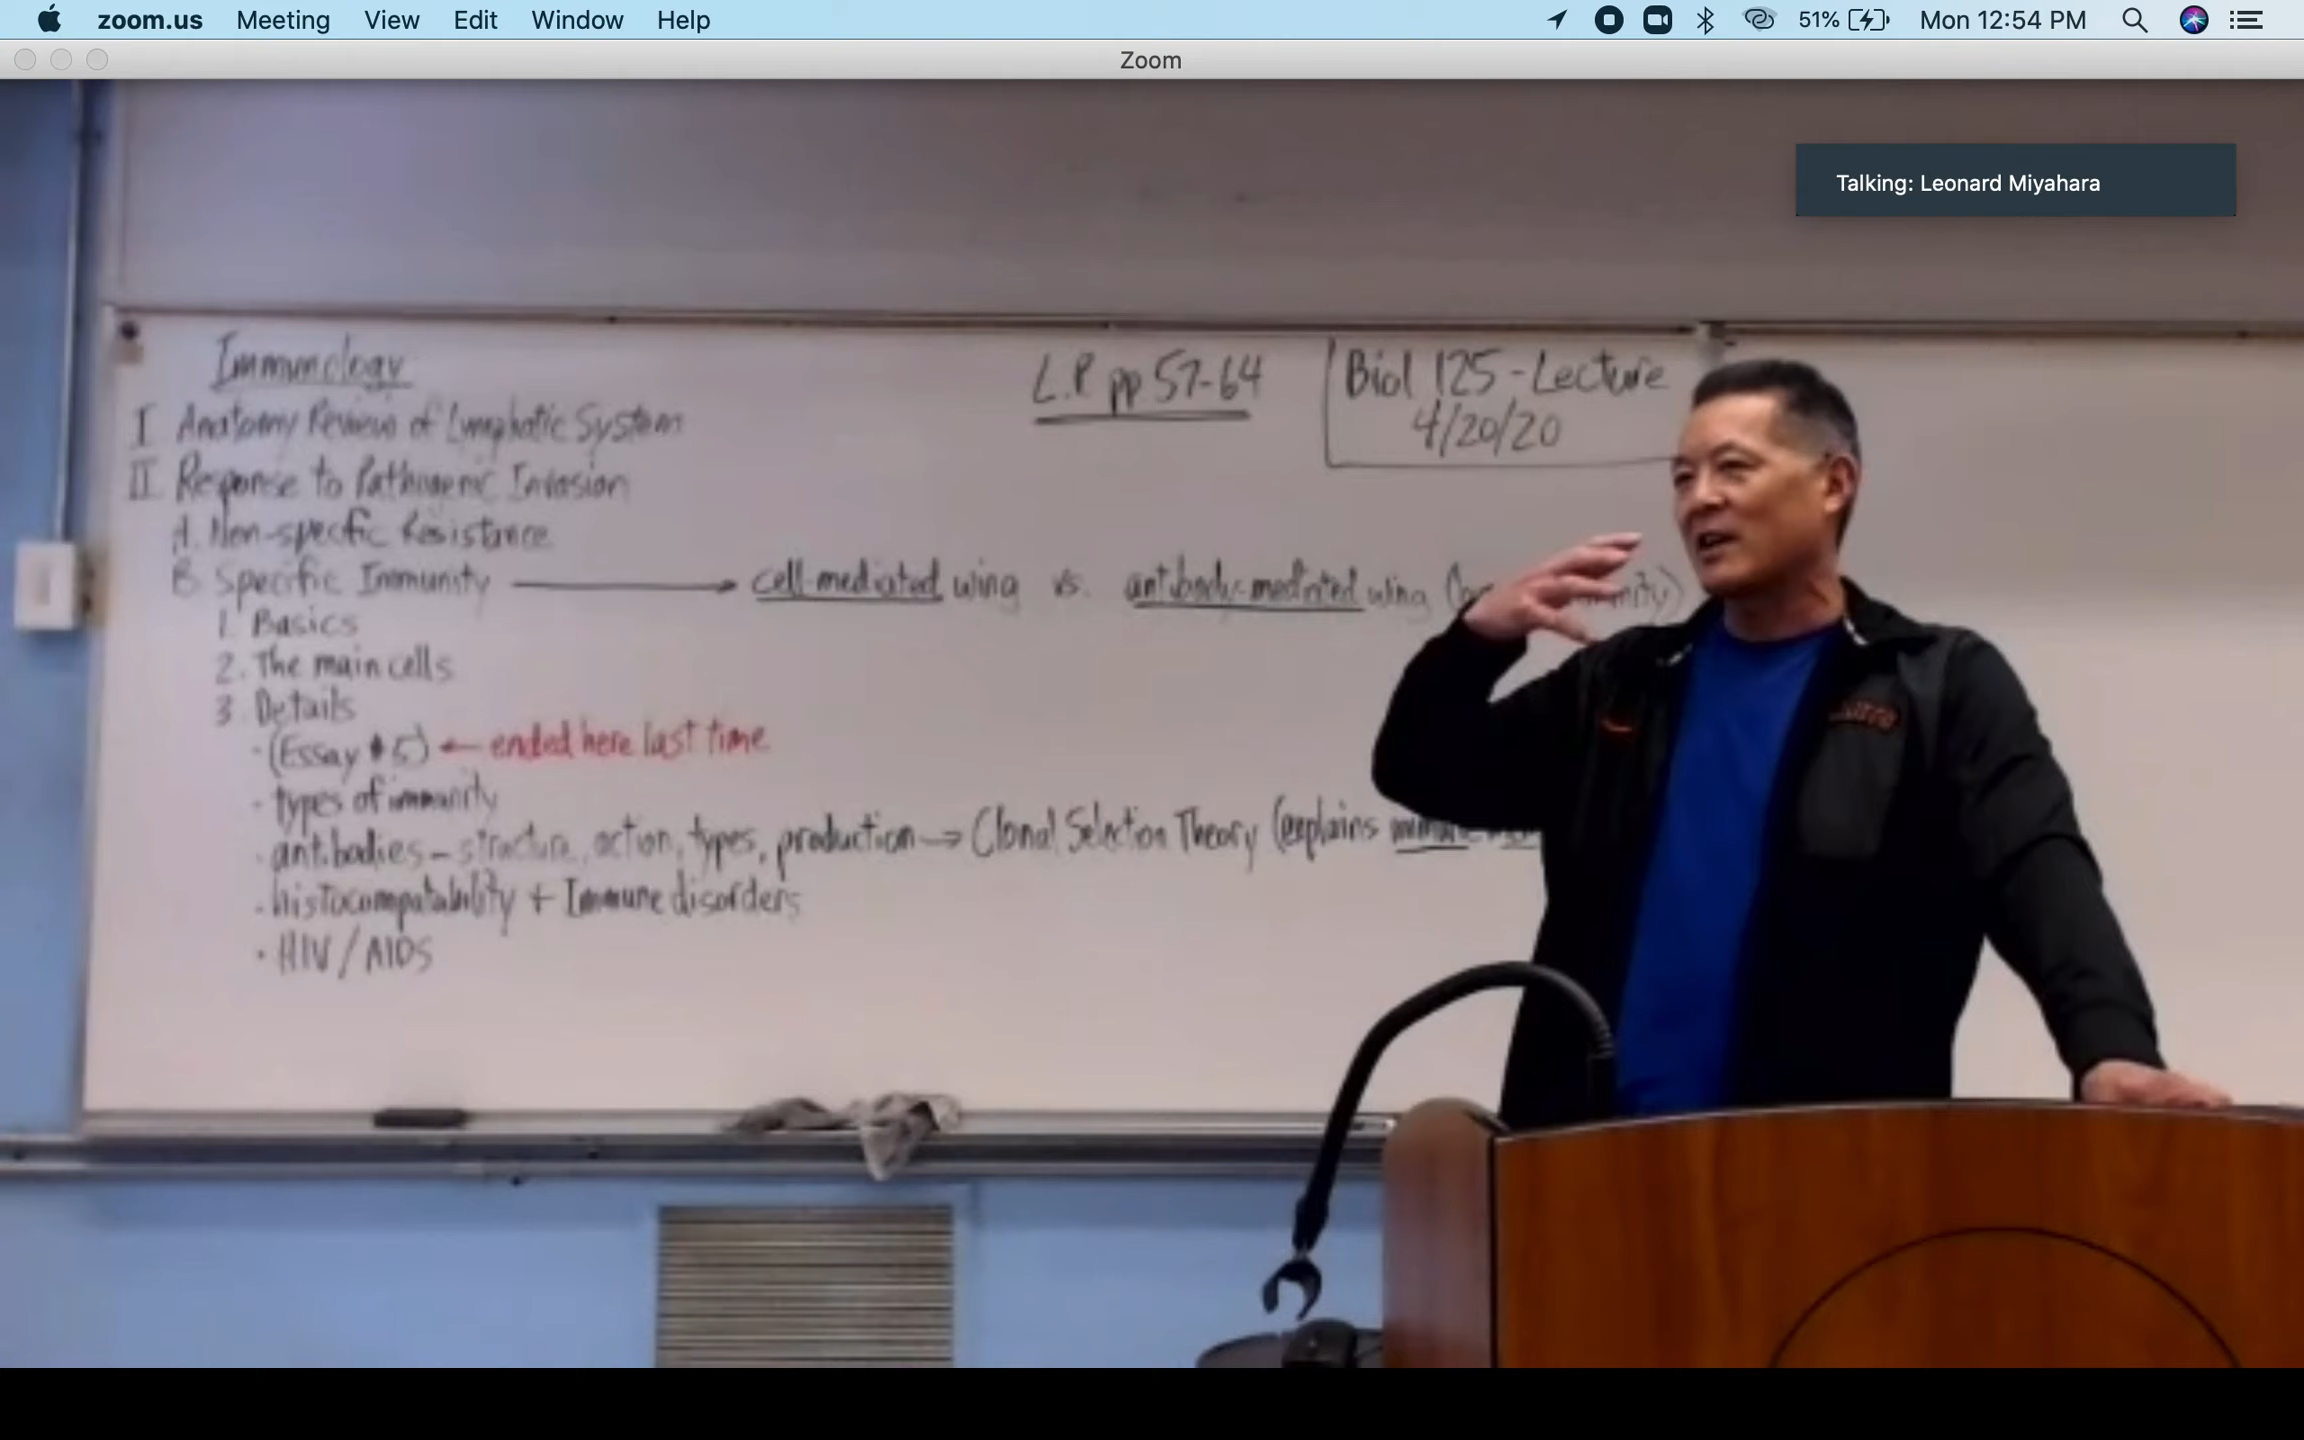 zoom.us Meeting View Edit Window Help 51% Mon 12:54 PM
Zoom
Talking: Leonard Miyahara
Immunology
L.P. pp 57-64
Biol 125 - Lecture
4/20/20
I Anatomy Review of Lymphatic System
II Response to Pathogenic Invasion
A. Non-specific Resistance
B. Specific Immunity → cell-mediated wing vs. antibody-mediated wing (
1. Basics
2. The main cells
3. Details
· (Essay #5) ← ended here last time
· types of immunity
· antibodies - structure, action, types, production → Clonal Selection Theory (explains
· histocompatability + Immune disorders
· HIV / AIDS